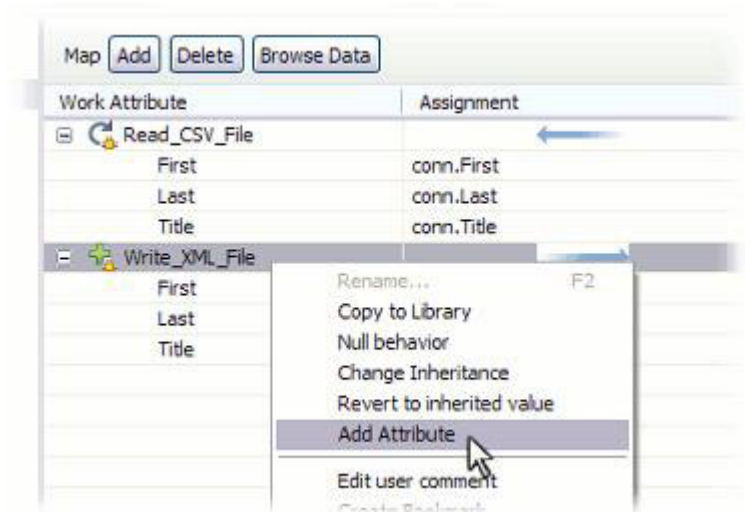 Map Add Delete Browse Data
Work Attribute Assignment
Read_CSV_File
First conn.First
Last conn.Last
Title conn.Title
Write_XML_File
First Rename... F2
Copy to Library
Last
Null behavior
Title
Change Inheritance
Revert to inherited value
Add Attribute
Edit user comment
Create Bookmark